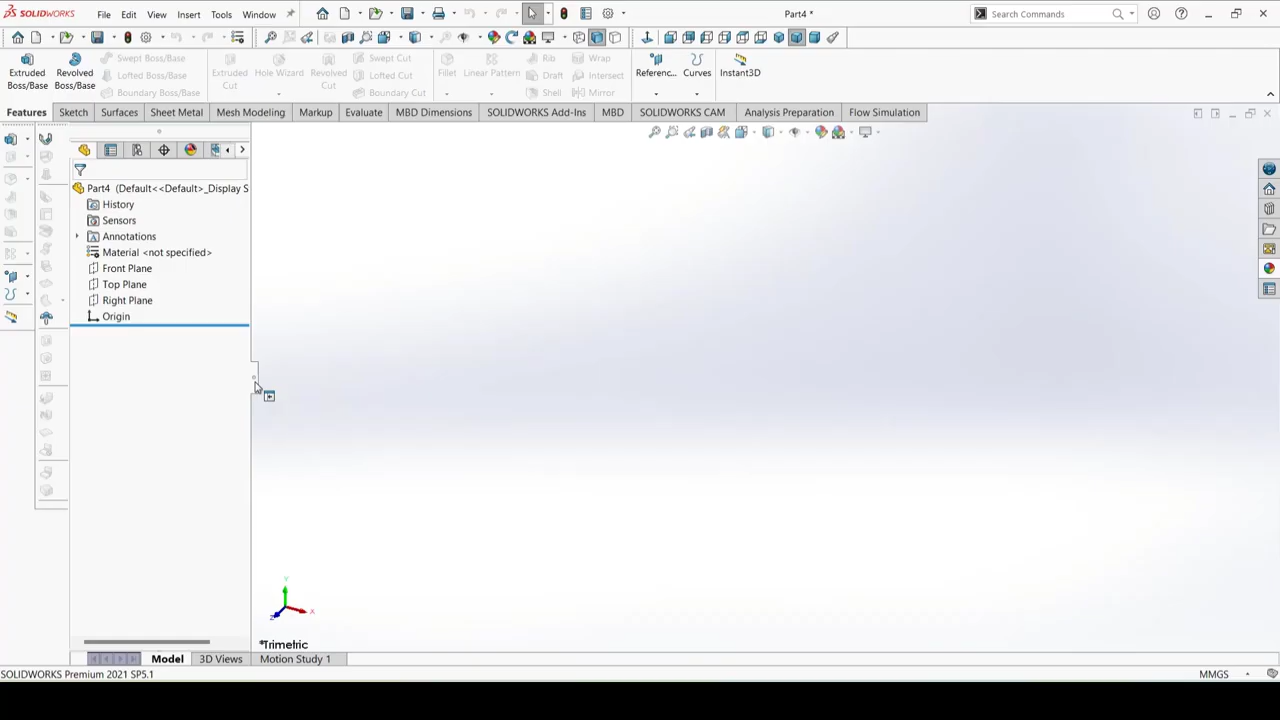 SOLIDWORKS File Edit View Insert Tools Window Part4 * Search Commands
Extruded Boss/Base
Revolved Boss/Base
Swept Boss/Base
Lofted Boss/Base
Boundary Boss/Base
Extruded Cut
Hole Wizard
Revolved Cut
Swept Cut
Lofted Cut
Boundary Cut
Fillet
Linear Pattern
Rib
Draft
Shell
Wrap
Intersect
Mirror
Referenc...
Curves
Instant3D
Features Sketch Surfaces Sheet Metal Mesh Modeling Markup Evaluate MBD Dimensions SOLIDWORKS Add-Ins MBD SOLIDWORKS CAM Analysis Preparation Flow Simulation
Part4 (Default<<Default>_Display S
History
Sensors
Annotations
Material <not specified>
Front Plane
Top Plane
Right Plane
Origin
Y
X
Z
*Trimetric
Model 3D Views Motion Study 1
SOLIDWORKS Premium 2021 SP5.1 MMGS